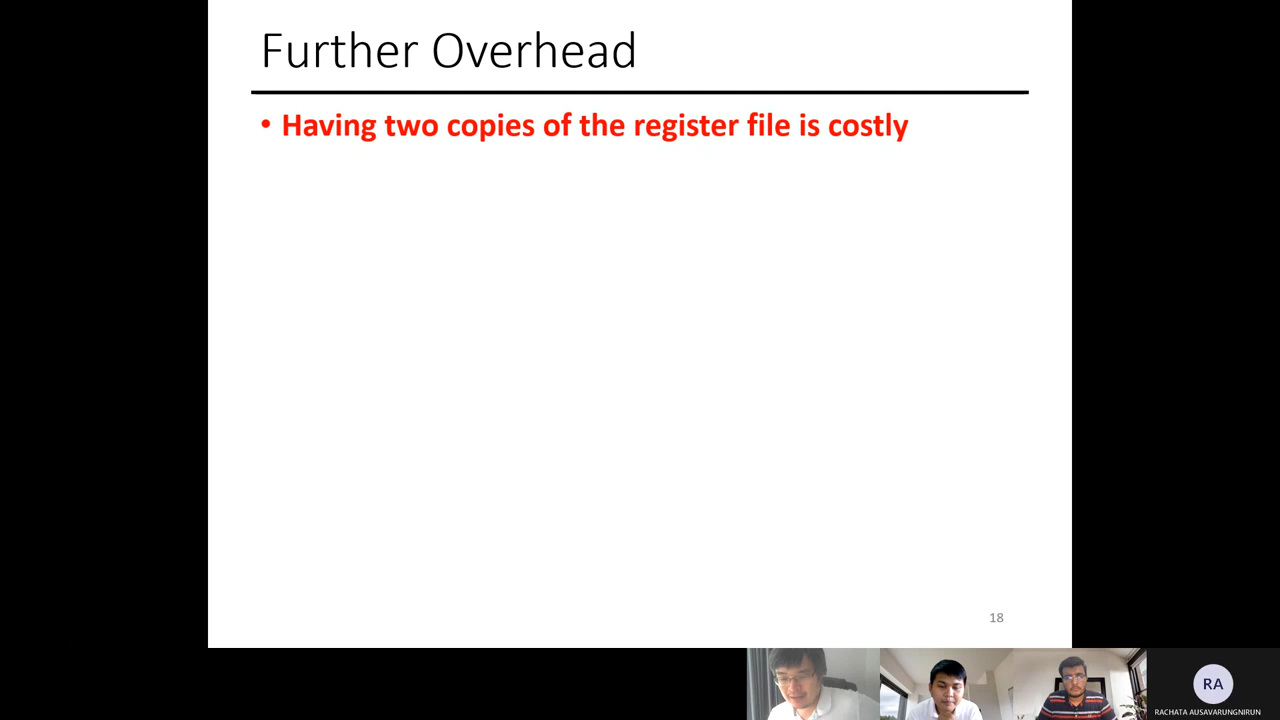 Further Overhead
• Having two copies of the register file is costly
18
RA
RACHATA AUSAVARUNGNIRUN